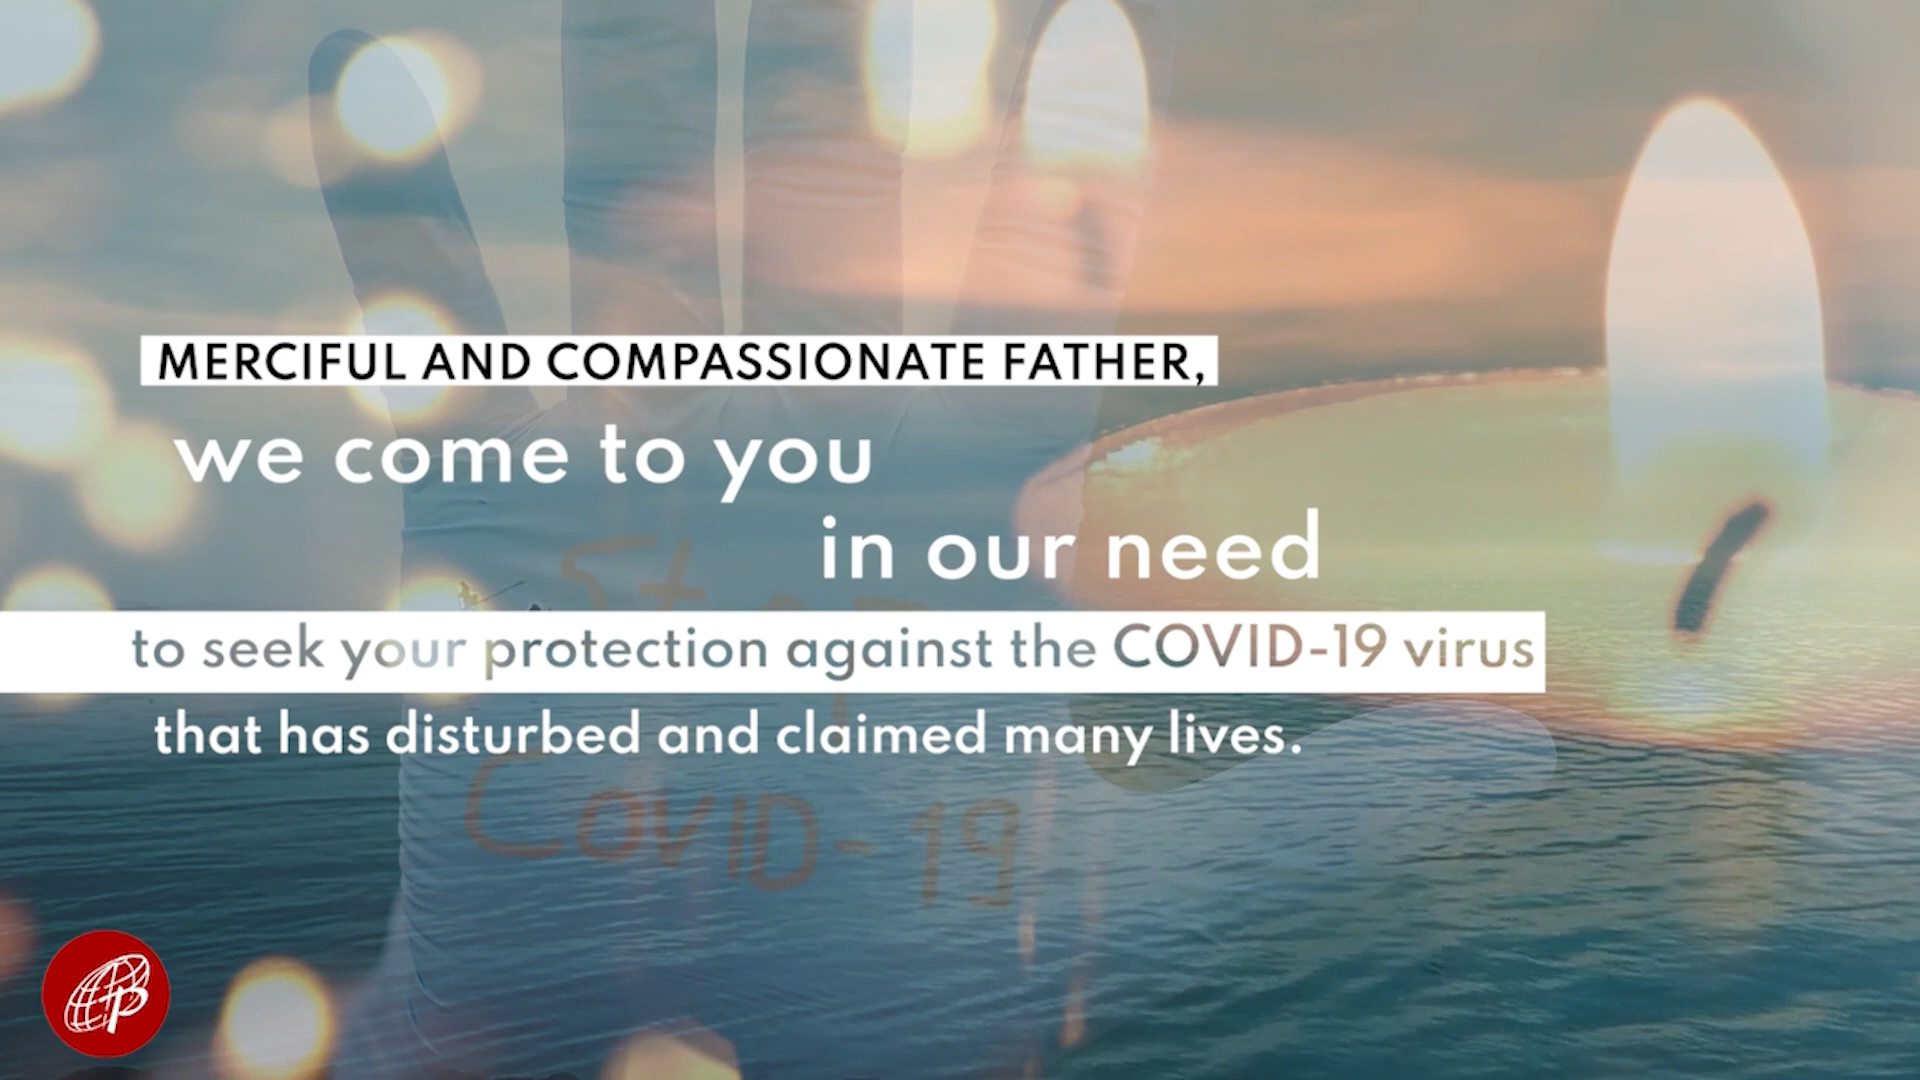 MERCIFUL AND COMPASSIONATE FATHER,
we come to you
in our need
to seek your protection against the COVID-19 virus
that has disturbed and claimed many lives.
Stop
COVID-19